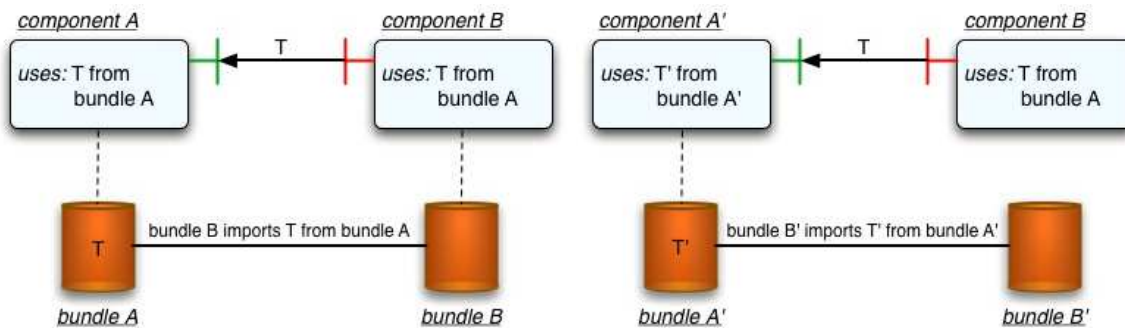 component A
T
component B
component A'
T
component B
uses: T from
bundle A
uses: T from
bundle A
uses: T' from
bundle A'
uses: T from
bundle A
T
bundle B imports T from bundle A
T'
bundle B' imports T' from bundle A'
bundle A
bundle B
bundle A'
bundle B'